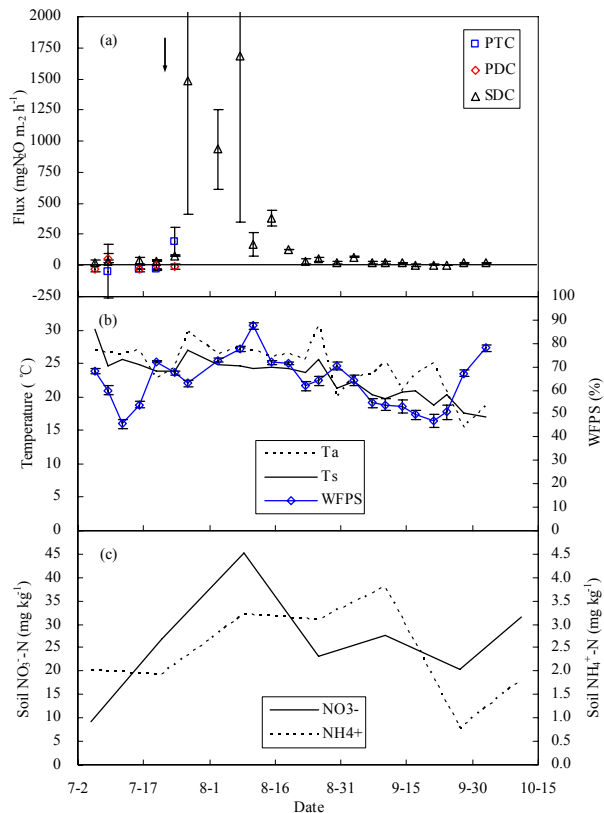 (a)
PTC
PDC
SDC
2000
1750
1500
1250
1000
750
500
250
0
-250
Flux (mgN₂O m⁻² h⁻¹)
(b)
30
25
20
15
10
5
0
Temperature (℃)
100
90
80
70
60
50
40
30
20
10
0
WFPS (%)
Ta
Ts
WFPS
(c)
45
40
35
30
25
20
15
10
5
0
Soil NO₃⁻-N (mg kg⁻¹)
4.5
4.0
3.5
3.0
2.5
2.0
1.5
1.0
0.5
0.0
Soil NH₄⁺-N (mg kg⁻¹)
NO3-
NH4+
7-2 7-17 8-1 8-16 8-31 9-15 9-30 10-15
Date